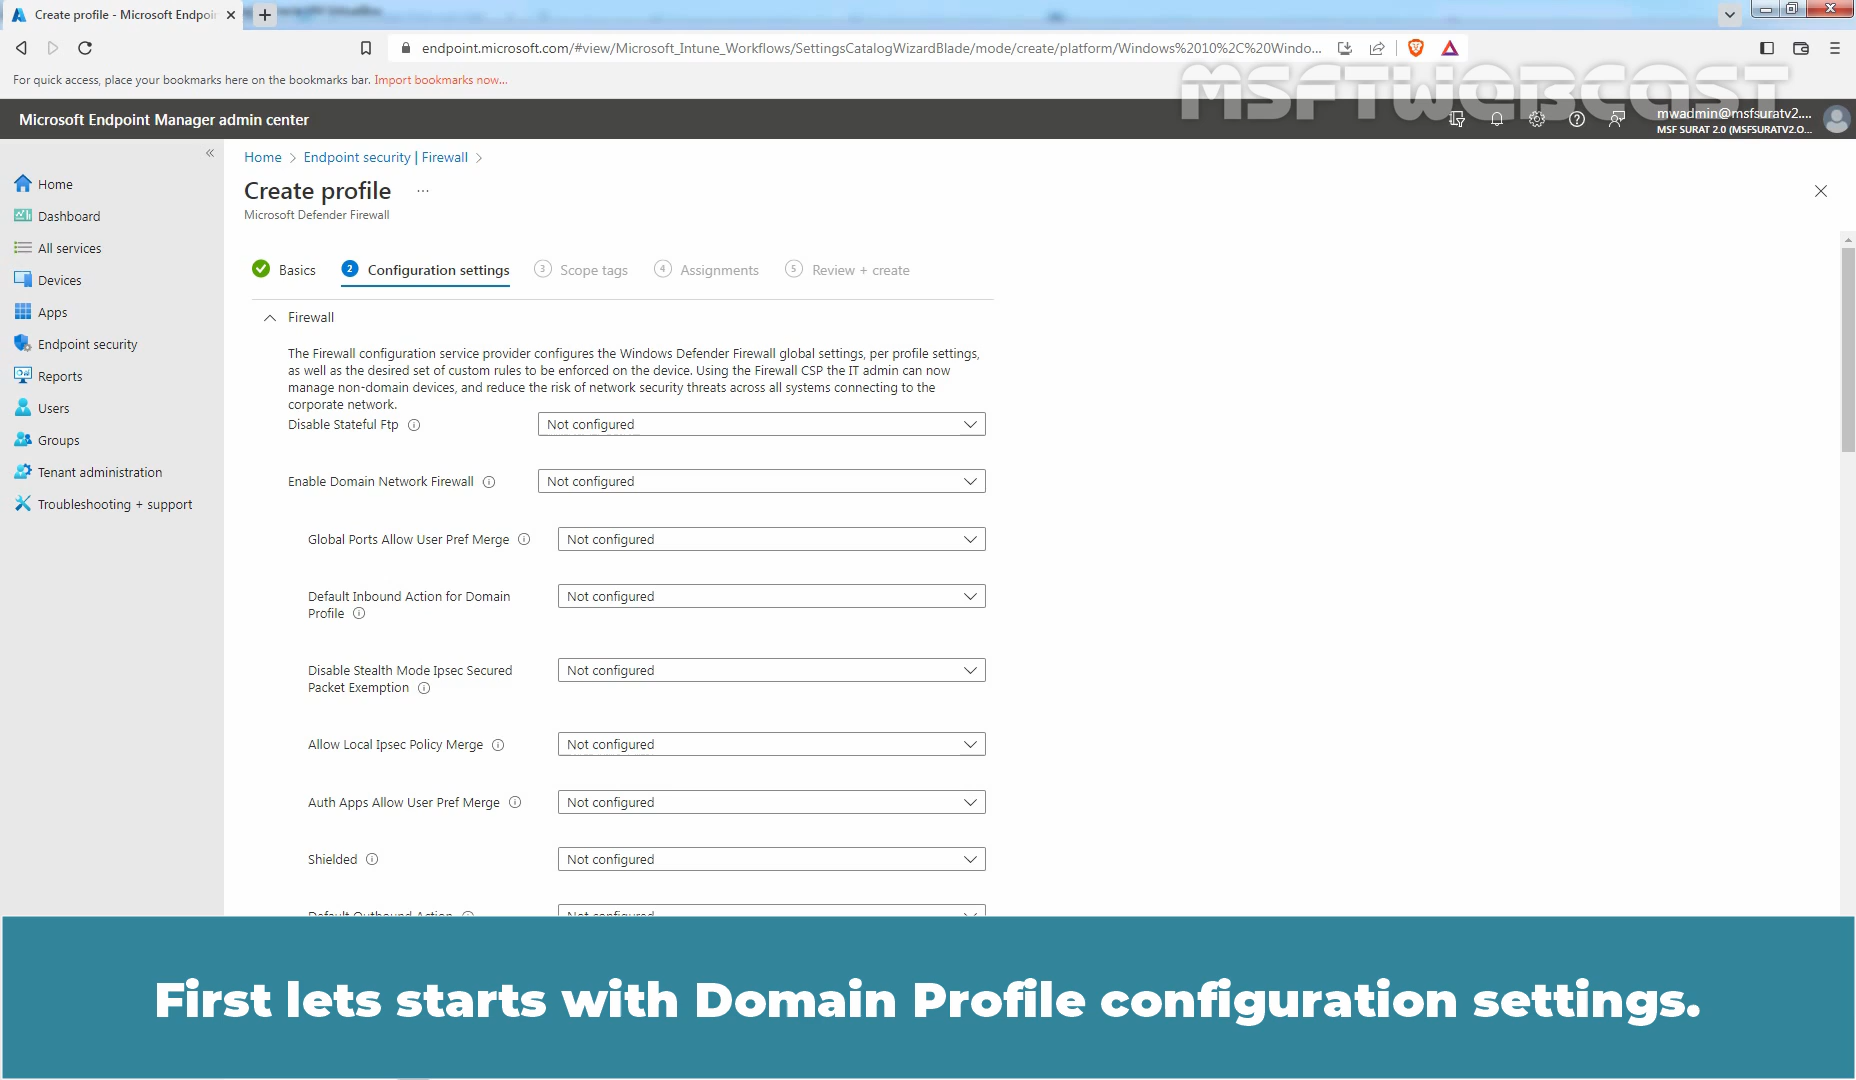 Create profile - Microsoft Endpoin
endpoint.microsoft.com/#view/Microsoft_Intune_Workflows/SettingsCatalogWizardBlade/mode/create/platform/Windows%2010%2C%20Windo...
For quick access, place your bookmarks here on the bookmarks bar. Import bookmarks now...
MSFTWEBCAST
Microsoft Endpoint Manager admin center
mwadmin@msfsuratv2....
MSF SURAT 2.0 (MSFSURATV2.O...
Home
Dashboard
All services
Devices
Apps
Endpoint security
Reports
Users
Groups
Tenant administration
Troubleshooting + support
Home > Endpoint security | Firewall >
Create profile ...
Microsoft Defender Firewall
Basics
2 Configuration settings
3 Scope tags
4 Assignments
5 Review + create
Firewall
The Firewall configuration service provider configures the Windows Defender Firewall global settings, per profile settings,
as well as the desired set of custom rules to be enforced on the device. Using the Firewall CSP the IT admin can now
manage non-domain devices, and reduce the risk of network security threats across all systems connecting to the
corporate network.
Disable Stateful Ftp Not configured
Enable Domain Network Firewall Not configured
Global Ports Allow User Pref Merge Not configured
Default Inbound Action for Domain
Profile Not configured
Disable Stealth Mode Ipsec Secured
Packet Exemption Not configured
Allow Local Ipsec Policy Merge Not configured
Auth Apps Allow User Pref Merge Not configured
Shielded Not configured
Default Outbound Action Not configured
First lets starts with Domain Profile configuration settings.